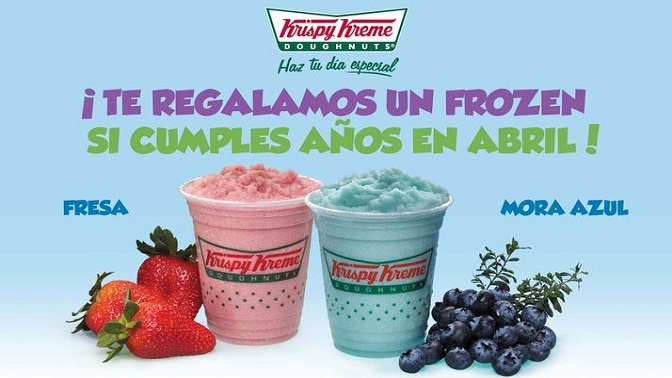 Krispy Kreme
DOUGHNUTS
Haz tu día especial
¡TE REGALAMOS UN FROZEN
SI CUMPLES AÑOS EN ABRIL!
FRESA
MORA AZUL
Krispy Kreme
DOUGHNUTS
Krispy Kreme
DOUGHNUTS